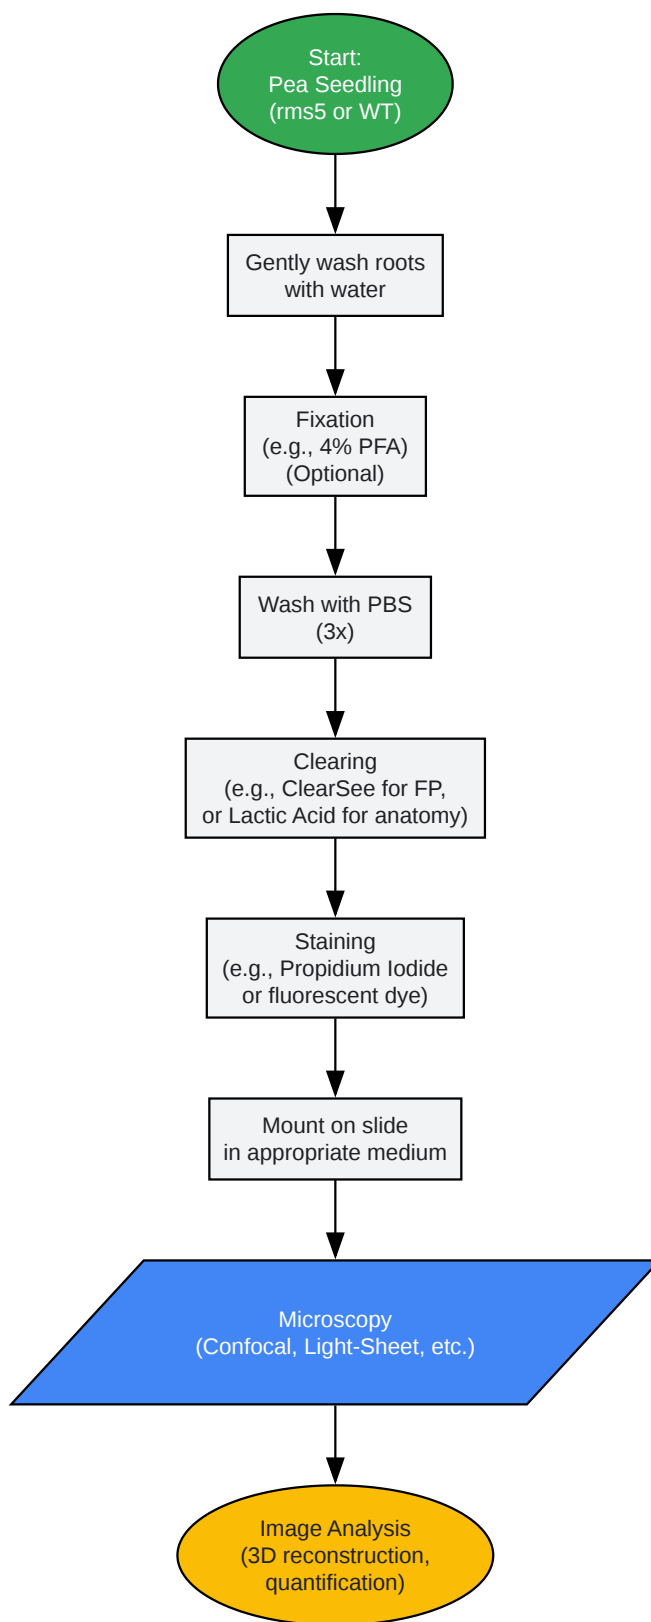 Start:
Pea Seedling
(rms5 or WT)
Gently wash roots
with water
Fixation
(e.g., 4% PFA)
(Optional)
Wash with PBS
(3x)
Clearing
(e.g., ClearSee for FP,
or Lactic Acid for anatomy)
Staining
(e.g., Propidium Iodide
or fluorescent dye)
Mount on slide
in appropriate medium
Microscopy
(Confocal, Light-Sheet, etc.)
Image Analysis
(3D reconstruction,
quantification)